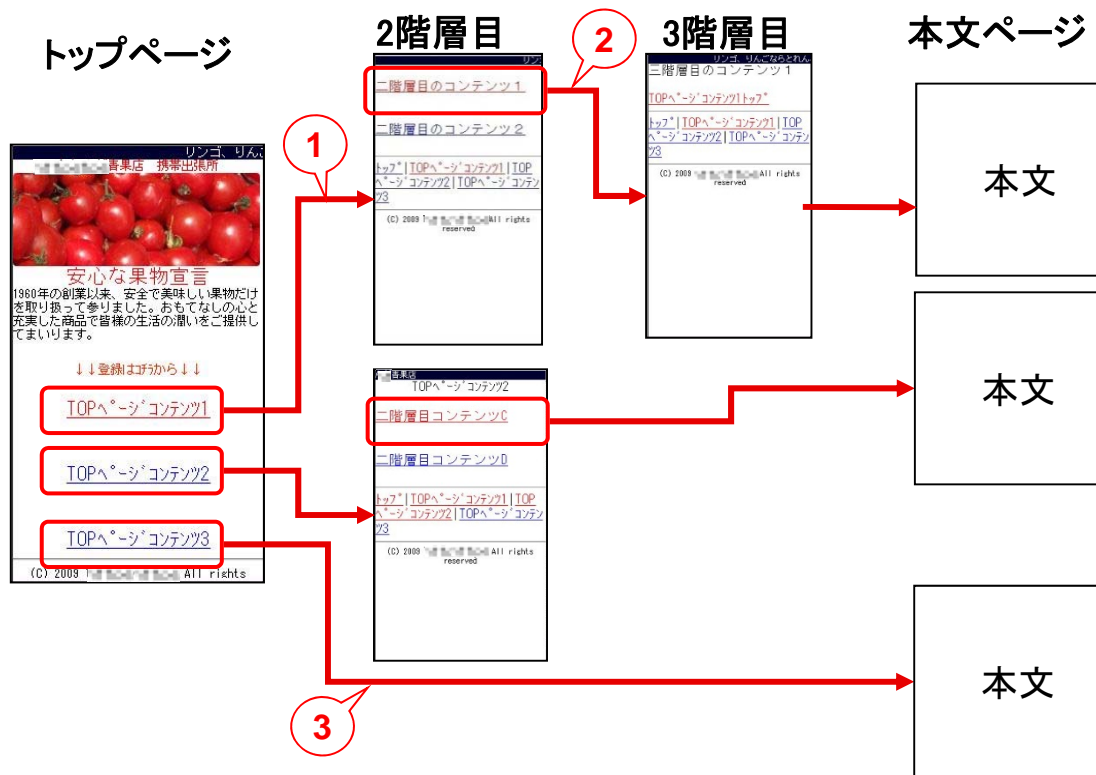 トップページ
2階層目
3階層目
本文ページ
1
2
3
リンゴ、りんご
青果店 携帯出張所
安心な果物宣言
1960年の創業以来、安全で美味しい果物だけ
を取り扱って参りました。おもてなしの心と
充実した商品で皆様の生活の潤いをご提供し
てまいります。
↓↓登録はコチラから↓↓
TOPページコンテンツ1
TOPページコンテンツ2
TOPページコンテンツ3
(C) 2009 All rights
リン
二階層目のコンテンツ1
二階層目のコンテンツ2
トップ|TOPページコンテンツ1|TOP
ページコンテンツ2|TOPページコンテン
ツ3
(C) 2009 All rights
reserved
リンゴ、りんごならとれん
三階層目のコンテンツ1
TOPページコンテンツ1トップ
トップ|TOPページコンテンツ1|TOP
ページコンテンツ2|TOPページコンテン
ツ3
(C) 2009 All rights
reserved
青果店
TOPページコンテンツ2
二階層目コンテンツC
二階層目コンテンツD
トップ|TOPページコンテンツ1|TOP
ページコンテンツ2|TOPページコンテン
ツ3
(C) 2009 All rights
reserved
本文
本文
本文